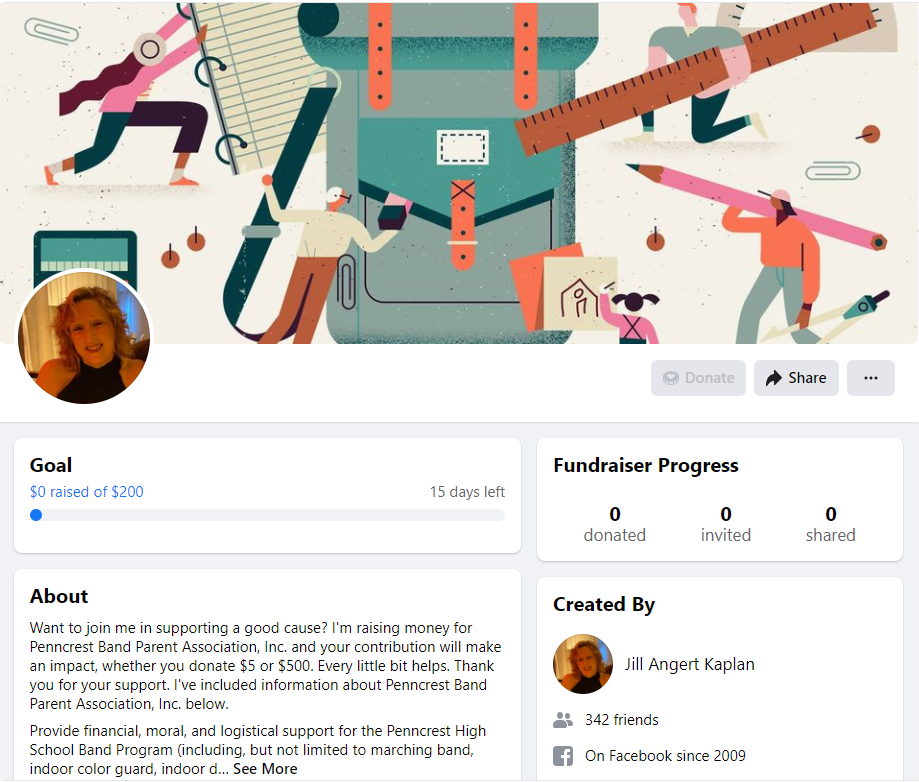 Donate
Share
Goal
$0 raised of $200
15 days left
About
Want to join me in supporting a good cause? I'm raising money for
Penncrest Band Parent Association, Inc. and your contribution will make
an impact, whether you donate $5 or $500. Every little bit helps. Thank
you for your support. I've included information about Penncrest Band
Parent Association, Inc. below.
Provide financial, moral, and logistical support for the Penncrest High
School Band Program (including, but not limited to marching band,
indoor color guard, indoor d... See More
Fundraiser Progress
0 0 0
donated invited shared
Created By
Jill Angert Kaplan
342 friends
On Facebook since 2009